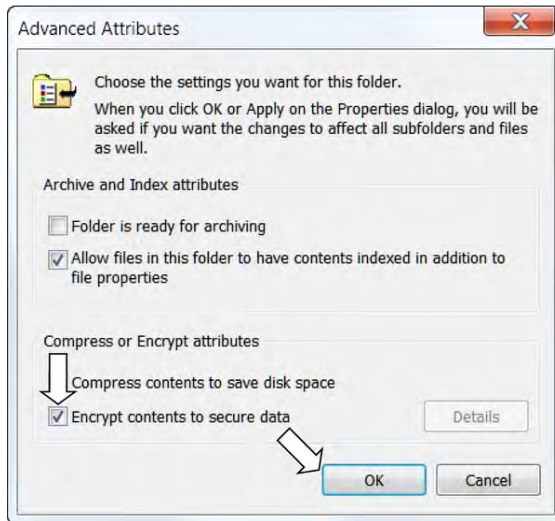 Advanced Attributes
Choose the settings you want for this folder.
When you click OK or Apply on the Properties dialog, you will be
asked if you want the changes to affect all subfolders and files
as well.
Archive and Index attributes
Folder is ready for archiving
Allow files in this folder to have contents indexed in addition to
file properties
Compress or Encrypt attributes
Compress contents to save disk space
Encrypt contents to secure data
Details
OK
Cancel